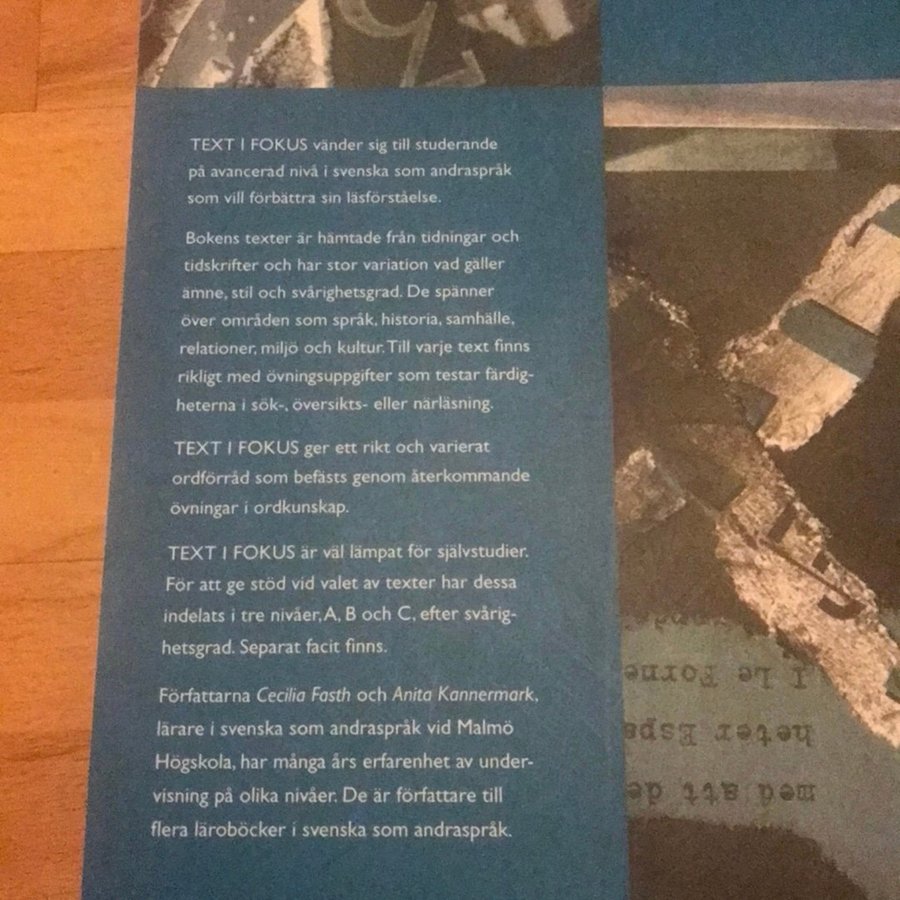 TEXT I FOKUS vänder sig till studerande
på avancerad nivå i svenska som andraspråk
som vill förbättra sin läsförståelse.
Bokens texter är hämtade från tidningar och
tidskrifter och har stor variation vad gäller
ämne, stil och svårighetsgrad. De spänner
över områden som språk, historia, samhälle,
relationer, miljö och kultur. Till varje text finns
rikligt med övningsuppgifter som testar färdig-
heterna i sök-, översikts- eller närläsning.
TEXT I FOKUS ger ett rikt och varierat
ordförråd som befästs genom återkommande
övningar i ordkunskap.
TEXT I FOKUS är väl lämpat för självstudier.
För att ge stöd vid valet av texter har dessa
indelats i tre nivåer, A, B och C, efter svårig-
hetsgrad. Separat facit finns.
Författarna Cecilia Fasth och Anita Kannermark,
lärare i svenska som andraspråk vid Malmö
Högskola, har många års erfarenhet av under-
visning på olika nivåer. De är författare till
flera läroböcker i svenska som andraspråk.
med att de
heter Espa
I Le Forne